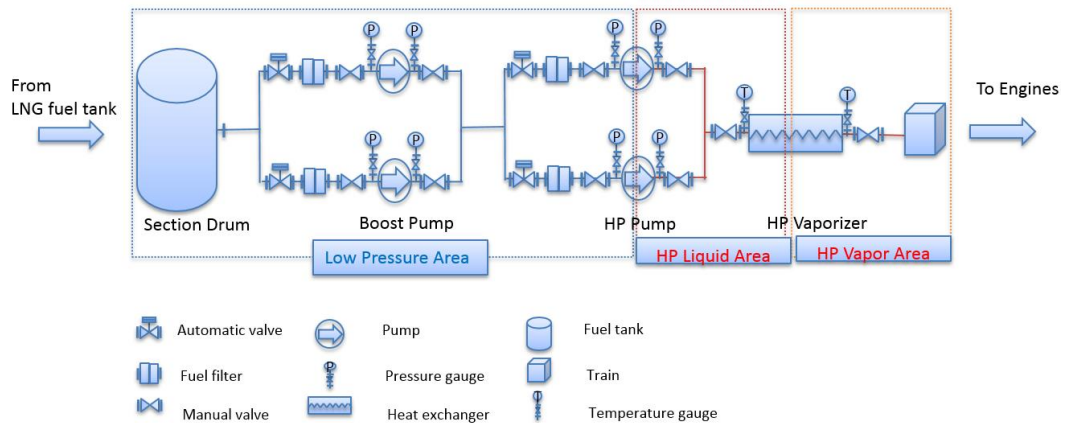 P P P P
From
LNG fuel tank
T T
To Engines
P P P P
Section Drum
Boost Pump
HP Pump
HP Vaporizer
Low Pressure Area
HP Liquid Area
HP Vapor Area
Automatic valve
Pump
Fuel tank
Fuel filter
P
Pressure gauge
Train
Manual valve
Heat exchanger
T
Temperature gauge